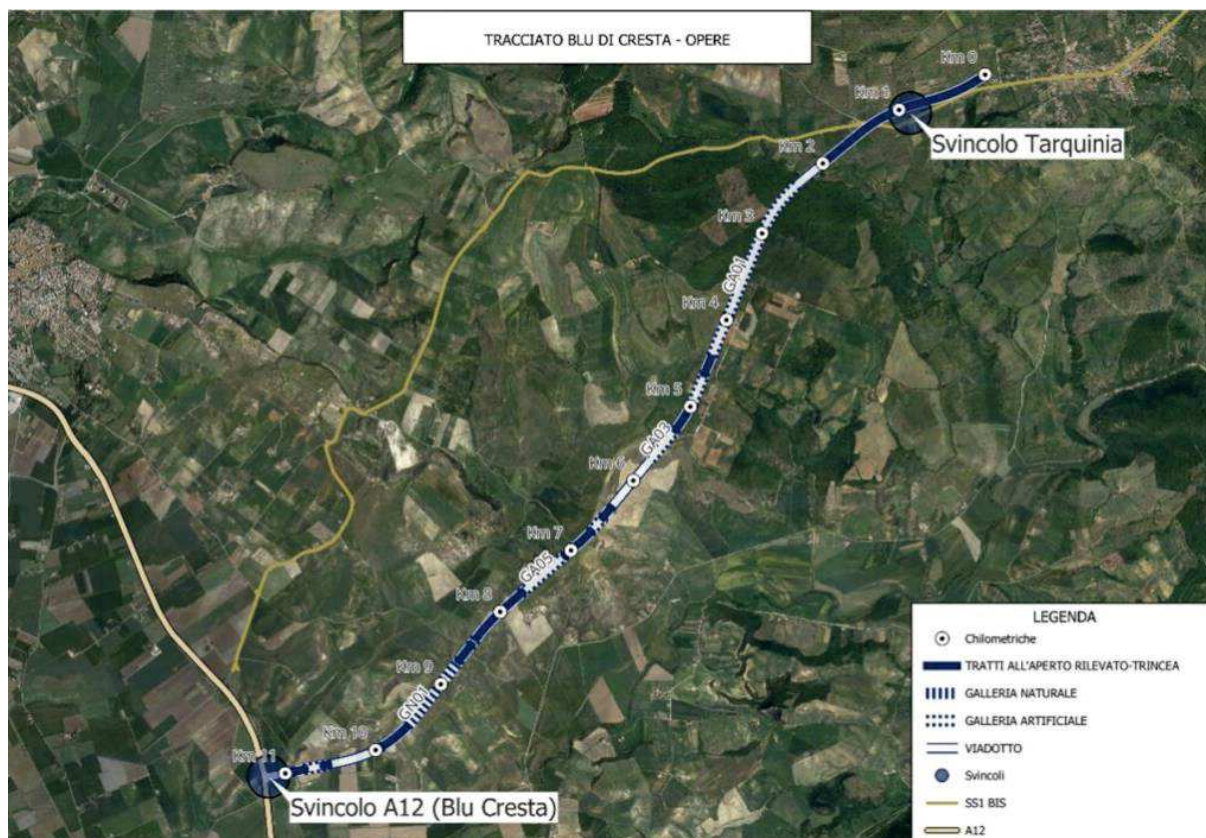 TRACCIATO BLU DI CRESTA - OPERE
Km 0
Km 1
Svincolo Tarquinia
Km 2
Km 3
GA01
Km 4
Km 5
GA03
Km 6
Km 7
GA05
Km 8
Km 9
GN01
Km 10
Km 11
Svincolo A12 (Blu Cresta)
LEGENDA
Chilometriche
TRATTI ALL'APERTO RILEVATO-TRINCEA
GALLERIA NATURALE
GALLERIA ARTIFICIALE
VIADOTTO
Svincoli
SS1 BIS
A12